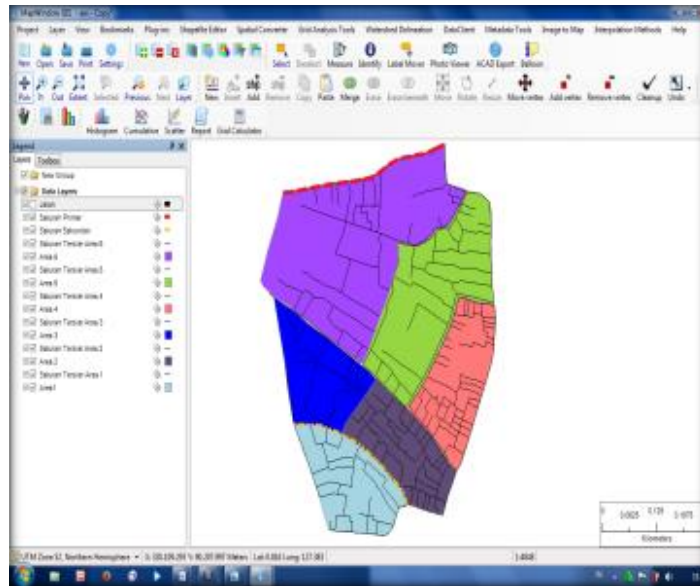 MapWindow GIS
Project Layer View Bookmarks Plug-ins Shapefile Editor Spatial Converter Grid Analysis Tools Watershed Delineation DataClient Metadata Tools Image to Map Interpolation Methods Help
New Open Save Print Settings Select Deselect Measure Identify Label Mover Photo Viewer ACAD Export Balloon
Pan In Out Extent Selected Previous Next Layer New Insert Add Remove Copy Paste Merge Erase Move Rotate Resize Move vertex Add vertex Remove vertex Cleanup Undo
Histogram Cumulative Scatter Report Grid Calculator
Legend
Layers Toolbox
New Group
Data Layers
Jalan
Saluran Primer
Saluran Sekunder
Saluran Tersier Area 6
Area 6
Saluran Tersier Area 5
Area 5
Saluran Tersier Area 4
Area 4
Saluran Tersier Area 3
Area 3
Saluran Tersier Area 2
Area 2
Saluran Tersier Area 1
Area 1
Kilometers
UTM Zone 52, Northern Hemisphere